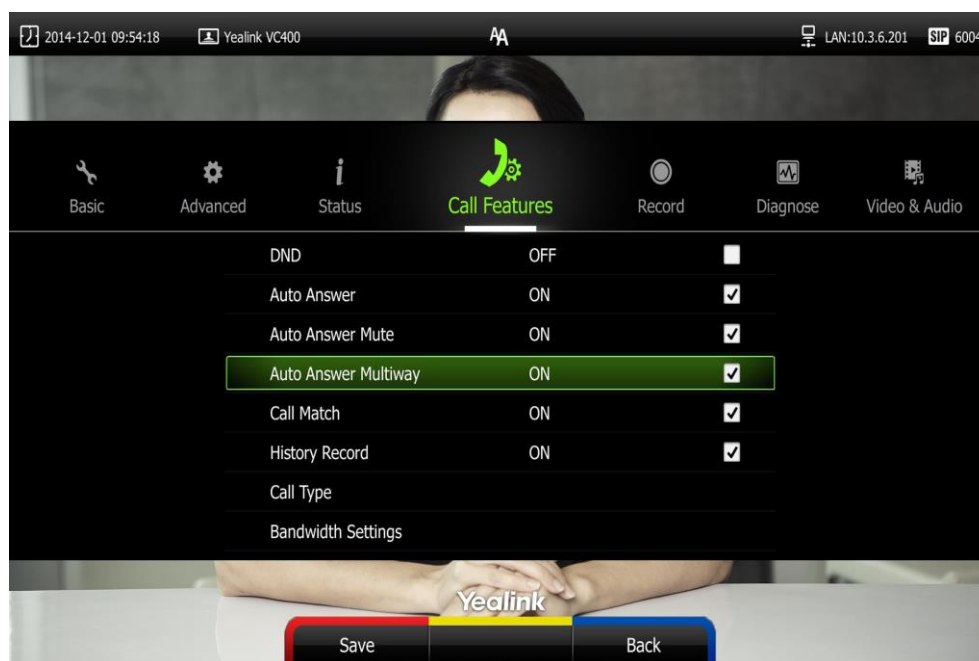 2014-12-01 09:54:18 Yealink VC400 AA LAN:10.3.6.201 SIP 6004
Basic Advanced Status Call Features Record Diagnose Video & Audio
DND OFF
Auto Answer ON
Auto Answer Mute ON
Auto Answer Multiway ON
Call Match ON
History Record ON
Call Type
Bandwidth Settings
Yealink
Save Back